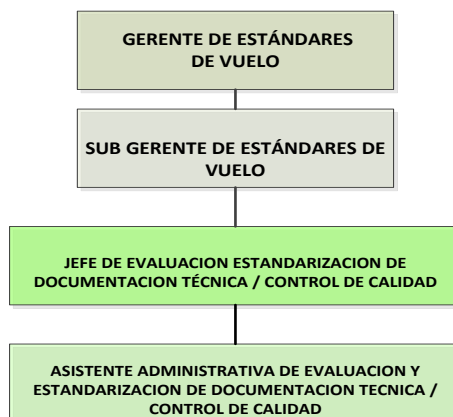 GERENTE DE ESTÁNDARES
DE VUELO
SUB GERENTE DE ESTÁNDARES DE
VUELO
JEFE DE EVALUACION ESTANDARIZACION DE
DOCUMENTACION TÉCNICA / CONTROL DE CALIDAD
ASISTENTE ADMINISTRATIVA DE EVALUACION Y
ESTANDARIZACION DE DOCUMENTACION TECNICA /
CONTROL DE CALIDAD